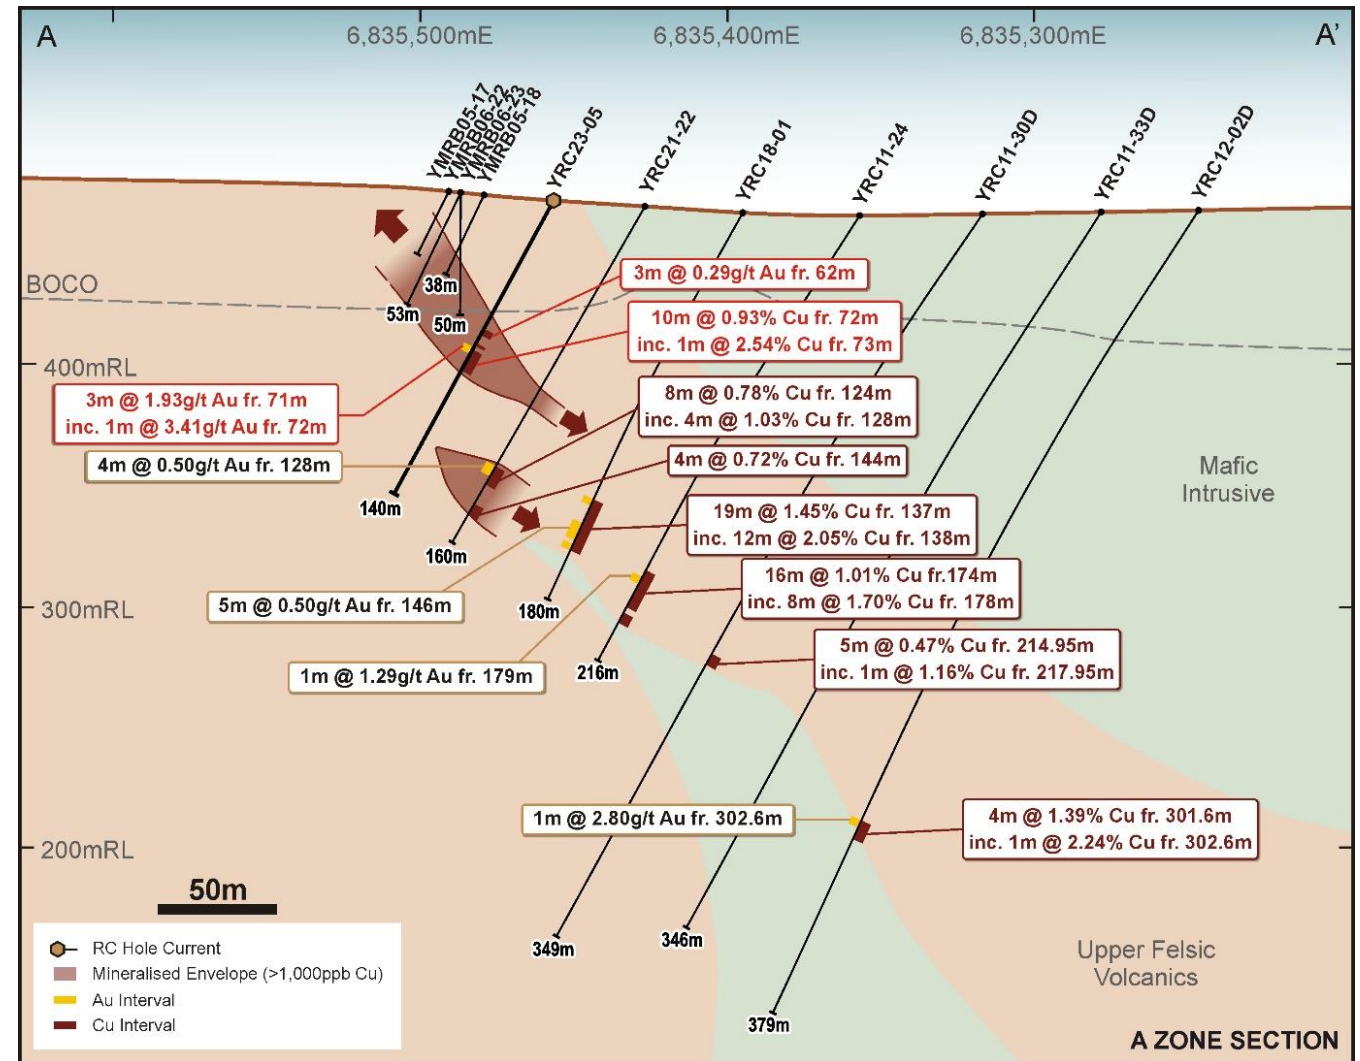 A
6,835,500mE
6,835,400mE
6,835,300mE
A'
YMRB05-17
YMRB06-22
YMRB06-23
YMRB05-18
YRC23-05
YRC21-22
YRC18-01
YRC11-24
YRC11-30D
YRC11-33D
YRC12-02D
BOCO
38m
53m
50m
3m @ 0.29g/t Au fr. 62m
10m @ 0.93% Cu fr. 72m
inc. 1m @ 2.54% Cu fr. 73m
400mRL
3m @ 1.93g/t Au fr. 71m
inc. 1m @ 3.41g/t Au fr. 72m
8m @ 0.78% Cu fr. 124m
inc. 4m @ 1.03% Cu fr. 128m
4m @ 0.50g/t Au fr. 128m
4m @ 0.72% Cu fr. 144m
Mafic
Intrusive
140m
19m @ 1.45% Cu fr. 137m
inc. 12m @ 2.05% Cu fr. 138m
160m
16m @ 1.01% Cu fr.174m
inc. 8m @ 1.70% Cu fr. 178m
300mRL
5m @ 0.50g/t Au fr. 146m
180m
5m @ 0.47% Cu fr. 214.95m
inc. 1m @ 1.16% Cu fr. 217.95m
1m @ 1.29g/t Au fr. 179m
216m
1m @ 2.80g/t Au fr. 302.6m
4m @ 1.39% Cu fr. 301.6m
inc. 1m @ 2.24% Cu fr. 302.6m
200mRL
50m
349m
346m
Upper Felsic
Volcanics
379m
RC Hole Current
Mineralised Envelope (>1,000ppb Cu)
Au Interval
Cu Interval
A ZONE SECTION